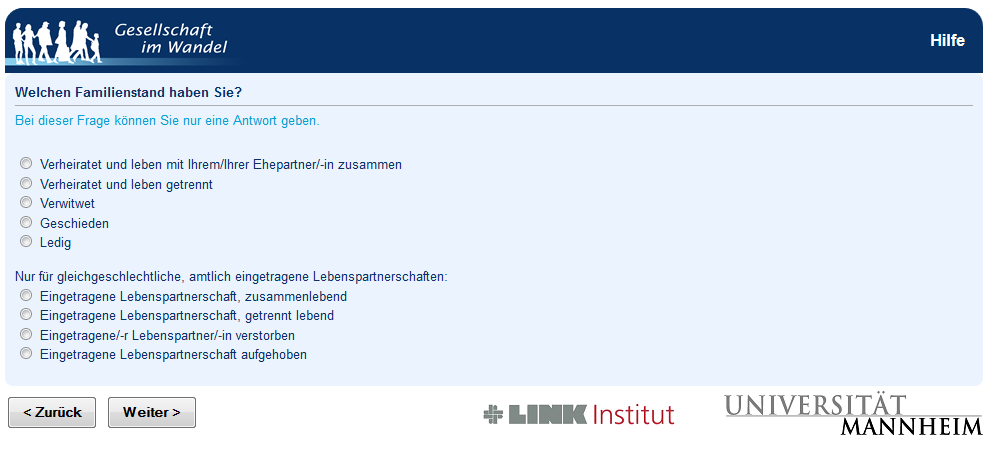 Gesellschaft
im Wandel
Hilfe
Welchen Familienstand haben Sie?
Bei dieser Frage können Sie nur eine Antwort geben.
Verheiratet und leben mit Ihrem/Ihrer Ehepartner/-in zusammen
Verheiratet und leben getrennt
Verwitwet
Geschieden
Ledig
Nur für gleichgeschlechtliche, amtlich eingetragene Lebenspartnerschaften:
Eingetragene Lebenspartnerschaft, zusammenlebend
Eingetragene Lebenspartnerschaft, getrennt lebend
Eingetragene/-r Lebenspartner/-in verstorben
Eingetragene Lebenspartnerschaft aufgehoben
< Zurück
Weiter >
LINK Institut
UNIVERSITÄT
MANNHEIM